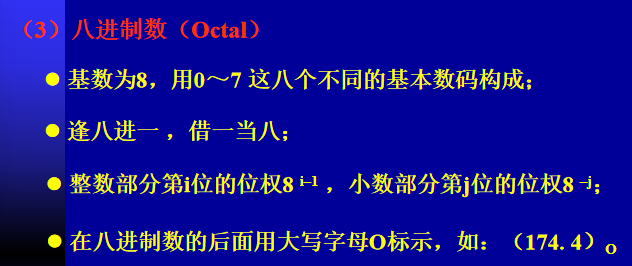 （3）八进制数（Octal）
● 基数为8，用0～7 这八个不同的基本数码构成；
● 逢八进一 ，借一当八；
● 整数部分第i位的位权8 i–1 ，小数部分第j位的位权8 –j；
● 在八进制数的后面用大写字母O标示，如：（174. 4）O